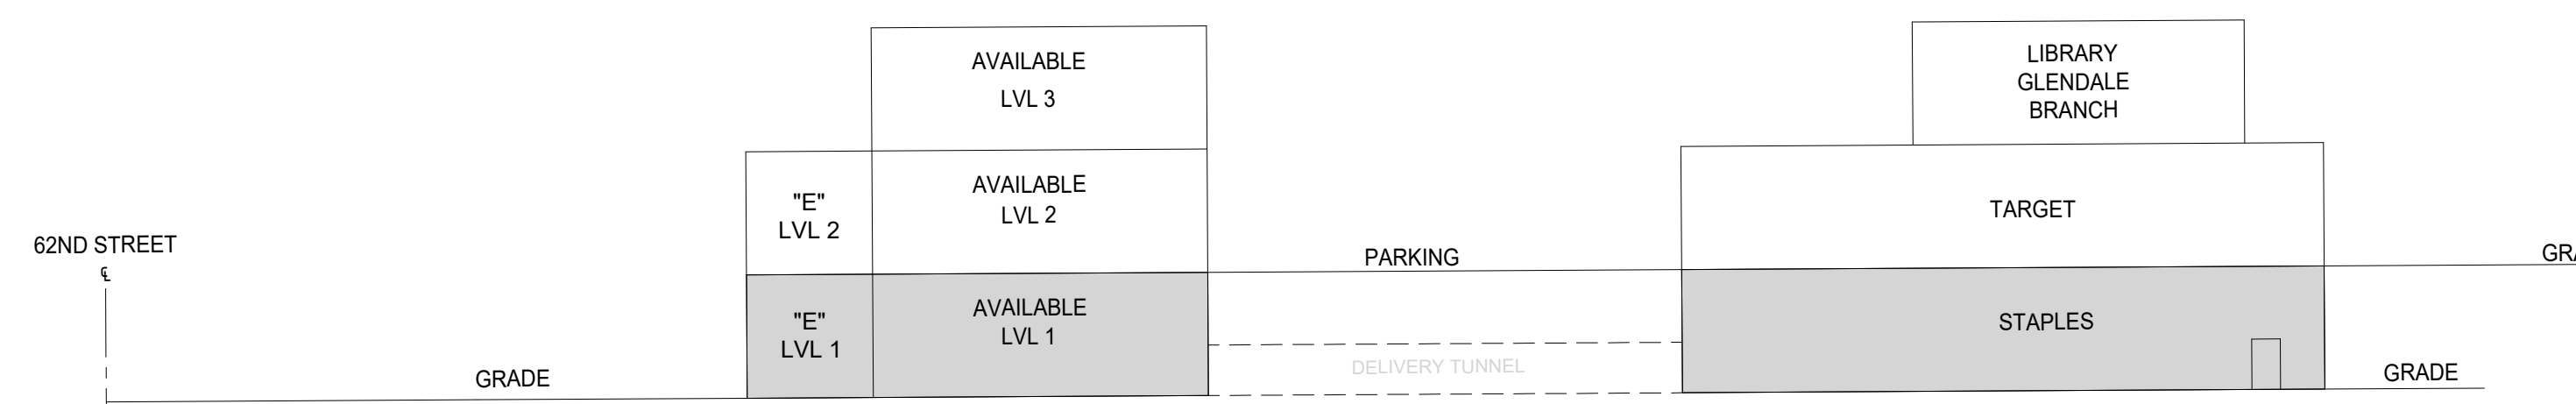 AVAILABLE
LVL 3
LIBRARY
GLENDALE
BRANCH
"E"
LVL 2
AVAILABLE
LVL 2
TARGET
62ND STREET
℄
PARKING
GRA
"E"
LVL 1
AVAILABLE
LVL 1
STAPLES
GRADE
DELIVERY TUNNEL
GRADE